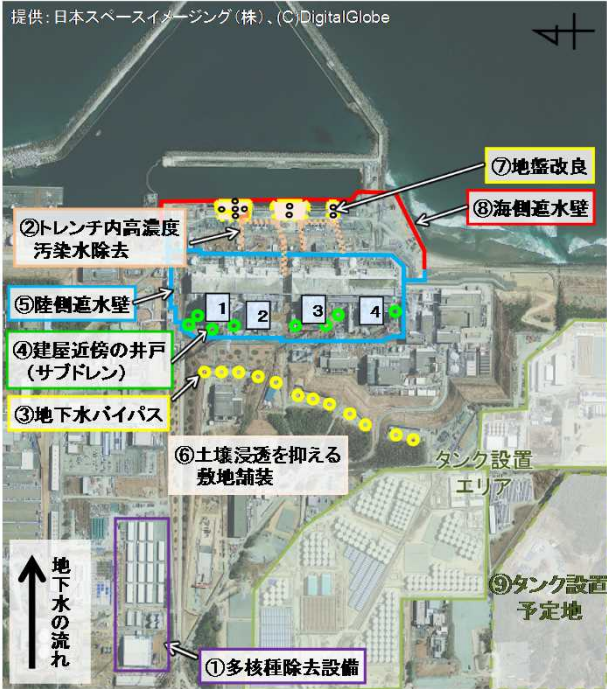 提供：日本スペースイメージング（株）、(C)DigitalGlobe
⑦地盤改良
⑧海側遮水壁
②トレンチ内高濃度
汚染水除去
⑤陸側遮水壁
1
2
3
4
④建屋近傍の井戸
（サブドレン）
③地下水バイパス
⑥土壌浸透を抑える
敷地舗装
タンク設置
エリア
⑨タンク設置
予定地
地下水の流れ
①多核種除去設備